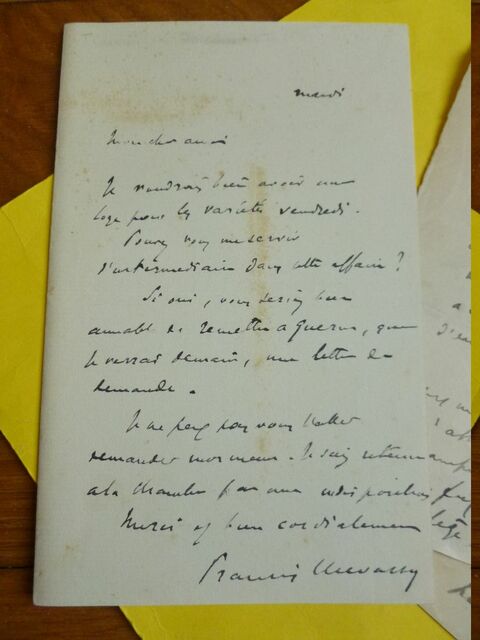 mardi
Mon cher ami
Je voudrais bien avoir une
loge pour les variétés vendredi.
Pouvez vous me servir
d'intermédiaire dans cette affaire ?
Si oui, vous seriez bien
aimable de remettre à que
je verrai demain, une lettre de
demande.
Je ne peux pas vous l'aller
demander moi meme. Je suis retenu
à la chambre par une indisposition
Merci et bien cordialement
Francis